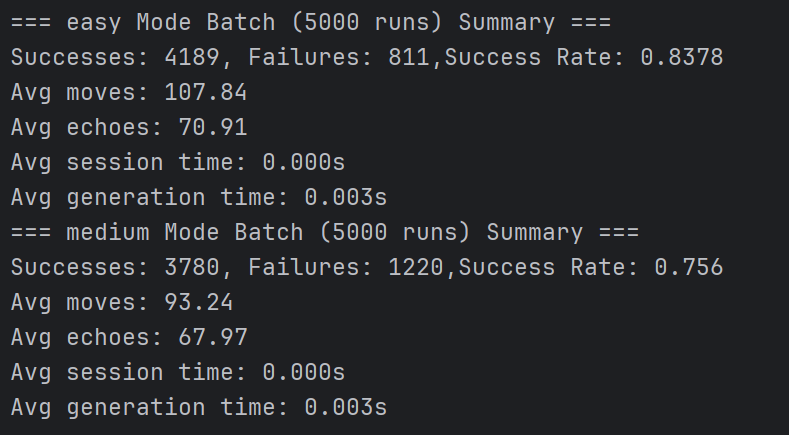 === easy Mode Batch (5000 runs) Summary ===
Successes: 4189, Failures: 811,Success Rate: 0.8378
Avg moves: 107.84
Avg echoes: 70.91
Avg session time: 0.000s
Avg generation time: 0.003s
=== medium Mode Batch (5000 runs) Summary ===
Successes: 3780, Failures: 1220,Success Rate: 0.756
Avg moves: 93.24
Avg echoes: 67.97
Avg session time: 0.000s
Avg generation time: 0.003s